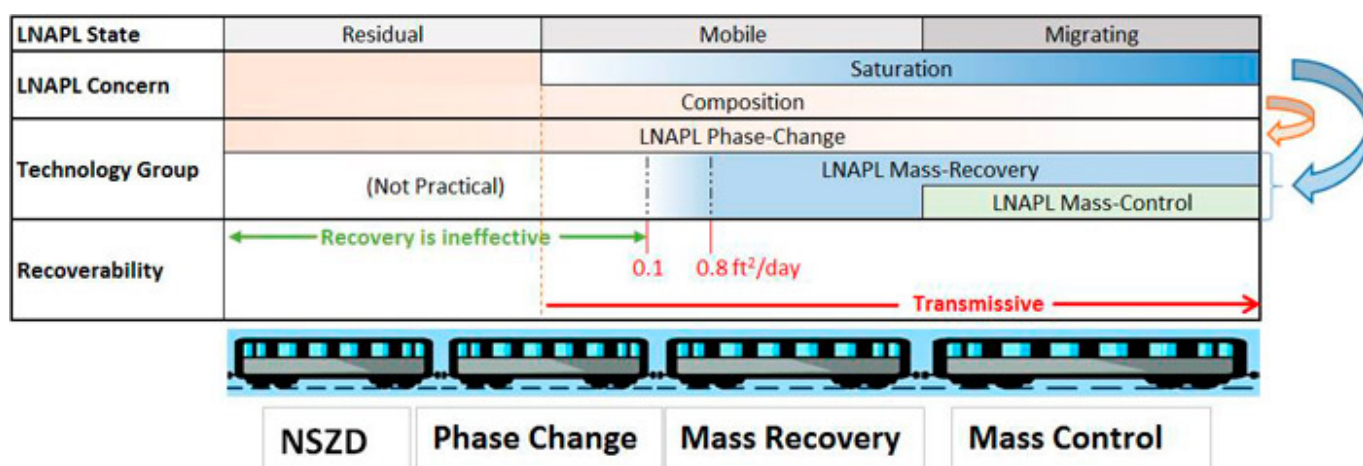 LNAPL State Residual Mobile Migrating
LNAPL Concern
Saturation
Composition
Technology Group
LNAPL Phase-Change
(Not Practical)
LNAPL Mass-Recovery
LNAPL Mass-Control
Recoverability
Recovery is ineffective
0.1 0.8 ft²/day
Transmissive
NSZD Phase Change Mass Recovery Mass Control